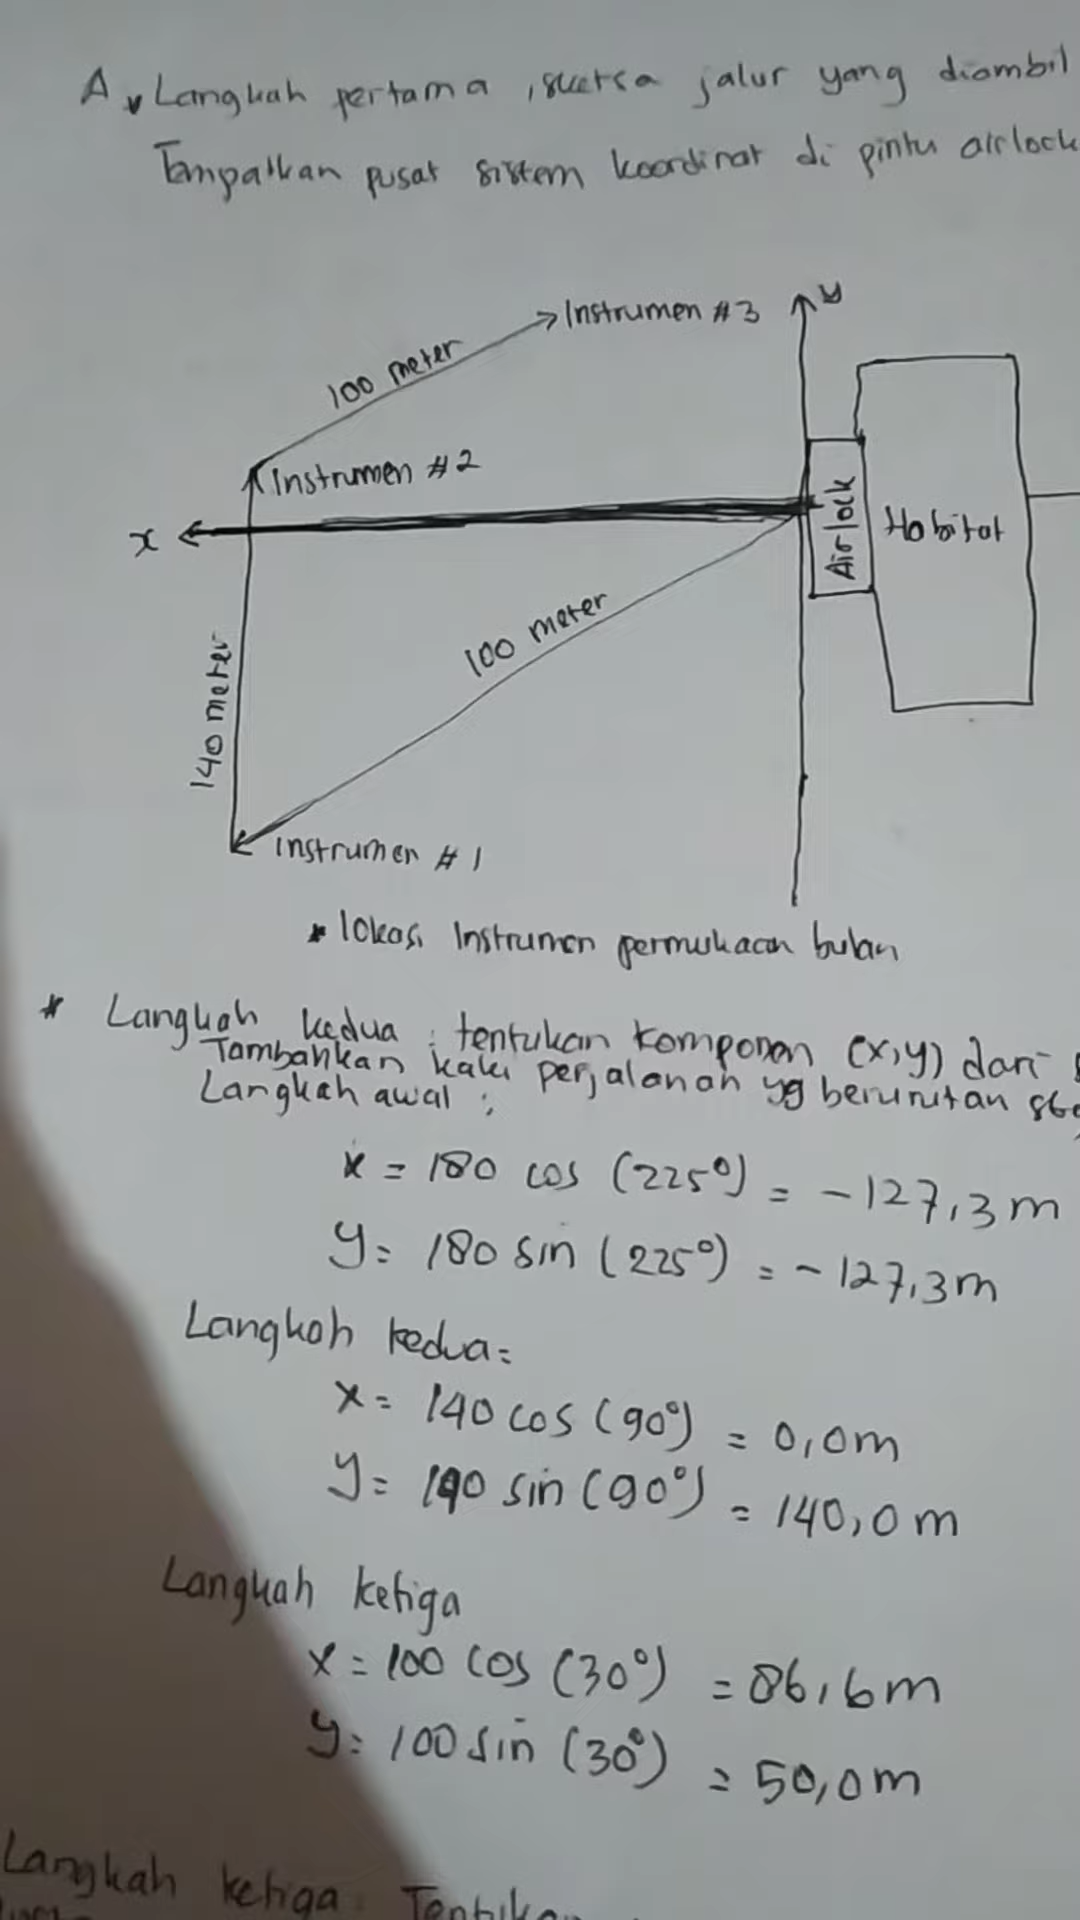 A. Langkah pertama, sketsa jalur yang diambil
Tempatkan pusat sistem koordinat di pintu airlock
y
Instrumen #3
100 meter
Instrumen #2
x
Airlock
Habitat
100 meter
140 meter
Instrumen #1
* lokasi Instrumen permukaan bulan
* Langkah kedua : tentukan komponen (x,y) dari
Tambahkan kaki perjalanan yg berurutan
Langkah awal :
x = 180 cos (225°) = -127,3 m
y = 180 sin (225°) = -127,3 m
Langkah kedua =
x = 140 cos (90°) = 0,0 m
y = 140 sin (90°) = 140,0 m
Langkah ketiga
x = 100 cos (30°) = 86,6 m
y = 100 sin (30°) = 50,0 m
Langkah ketiga : Tentukan